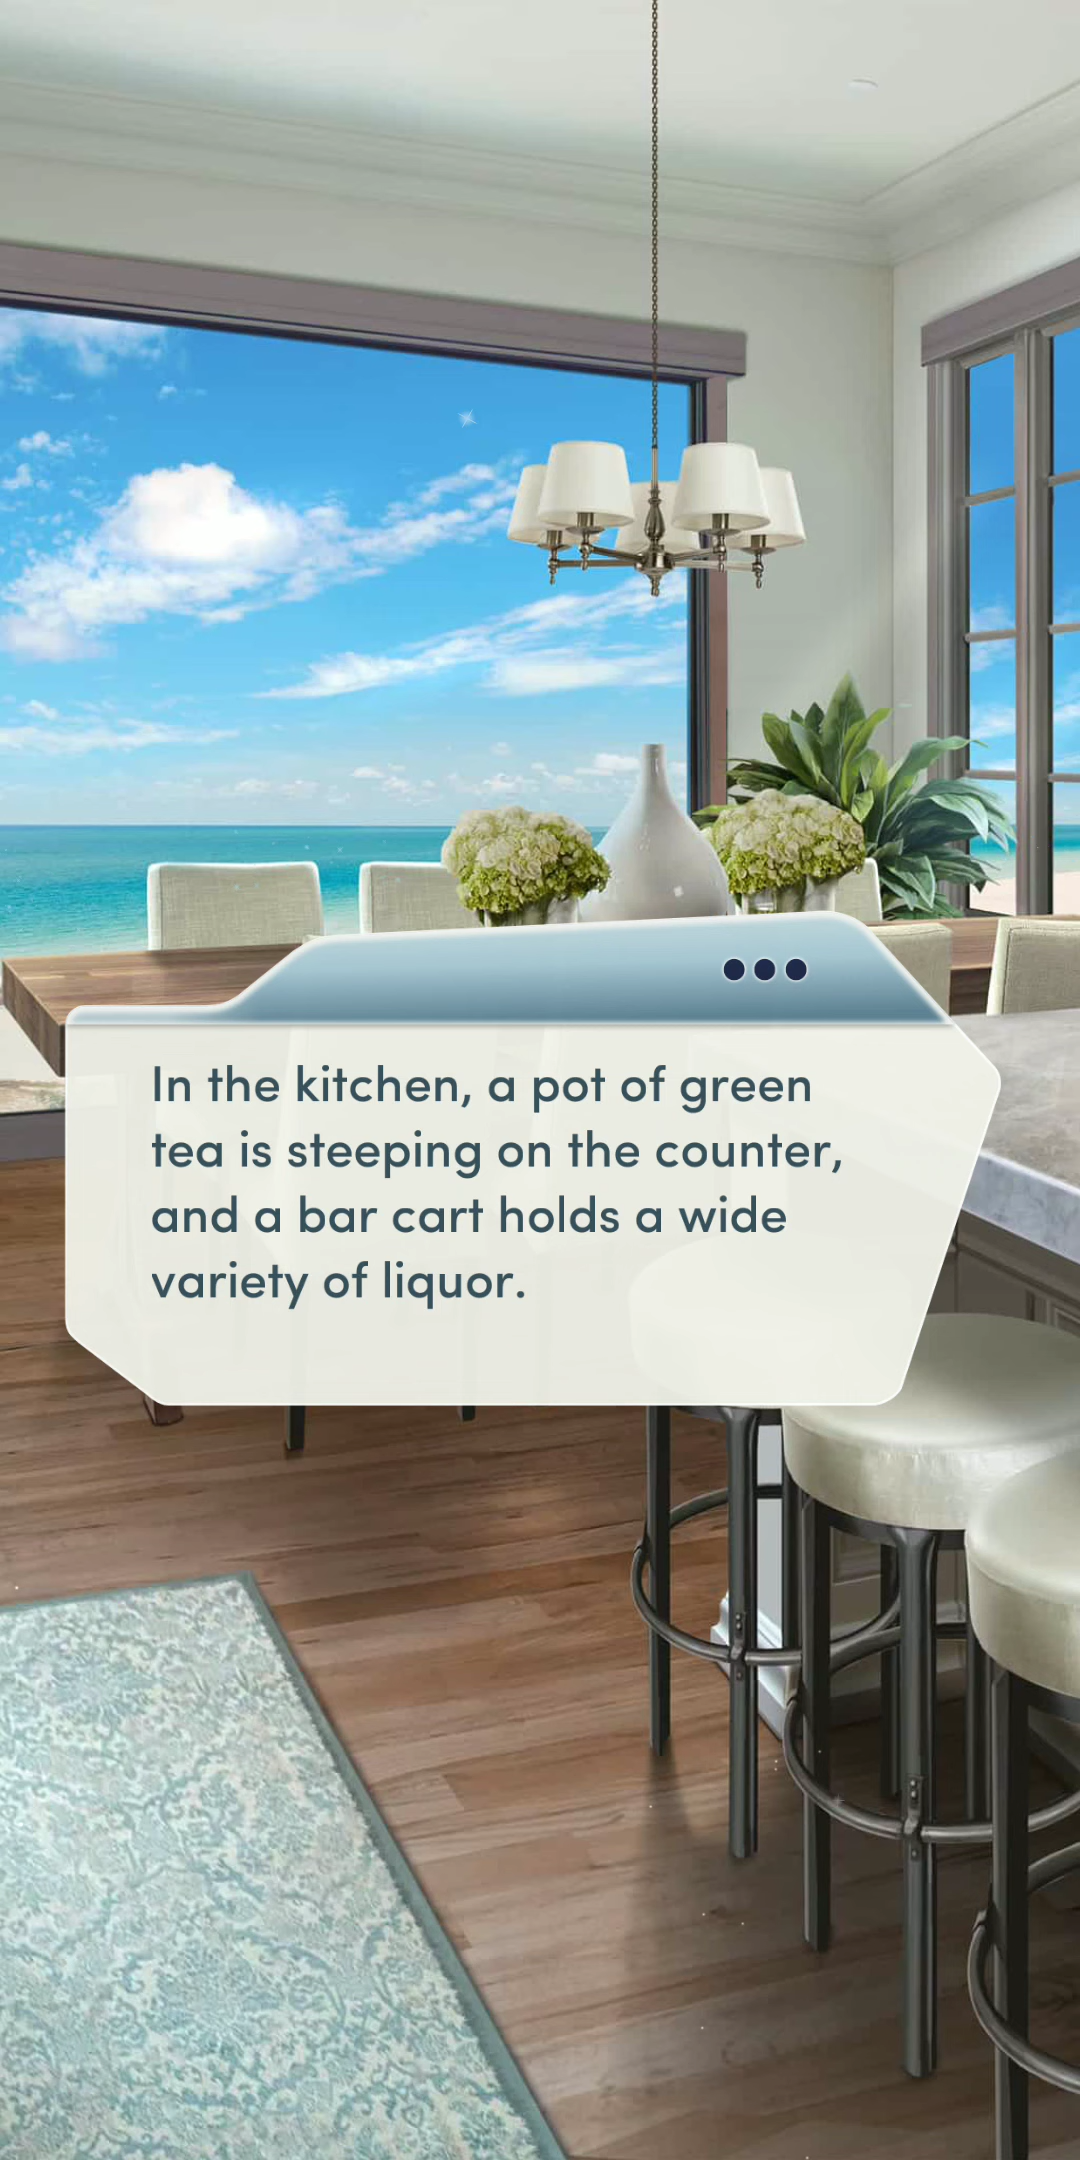 In the kitchen, a pot of green
tea is steeping on the counter,
and a bar cart holds a wide
variety of liquor.